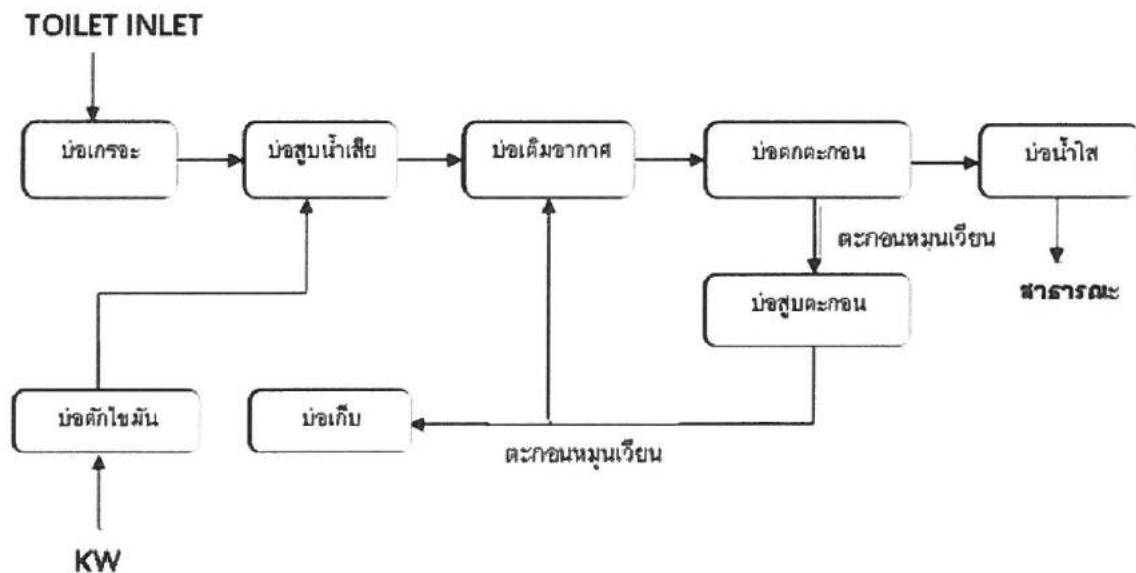 TOILET INLET
บ่อเกรอะ
บ่อสูบน้ำเสีย
บ่อเติมอากาศ
บ่อตกตะกอน
บ่อน้ำใส
ตะกอนหมุนเวียน
สาธารณะ
บ่อสูบตะกอน
บ่อดักไขมัน
บ่อเก็บ
ตะกอนหมุนเวียน
KW